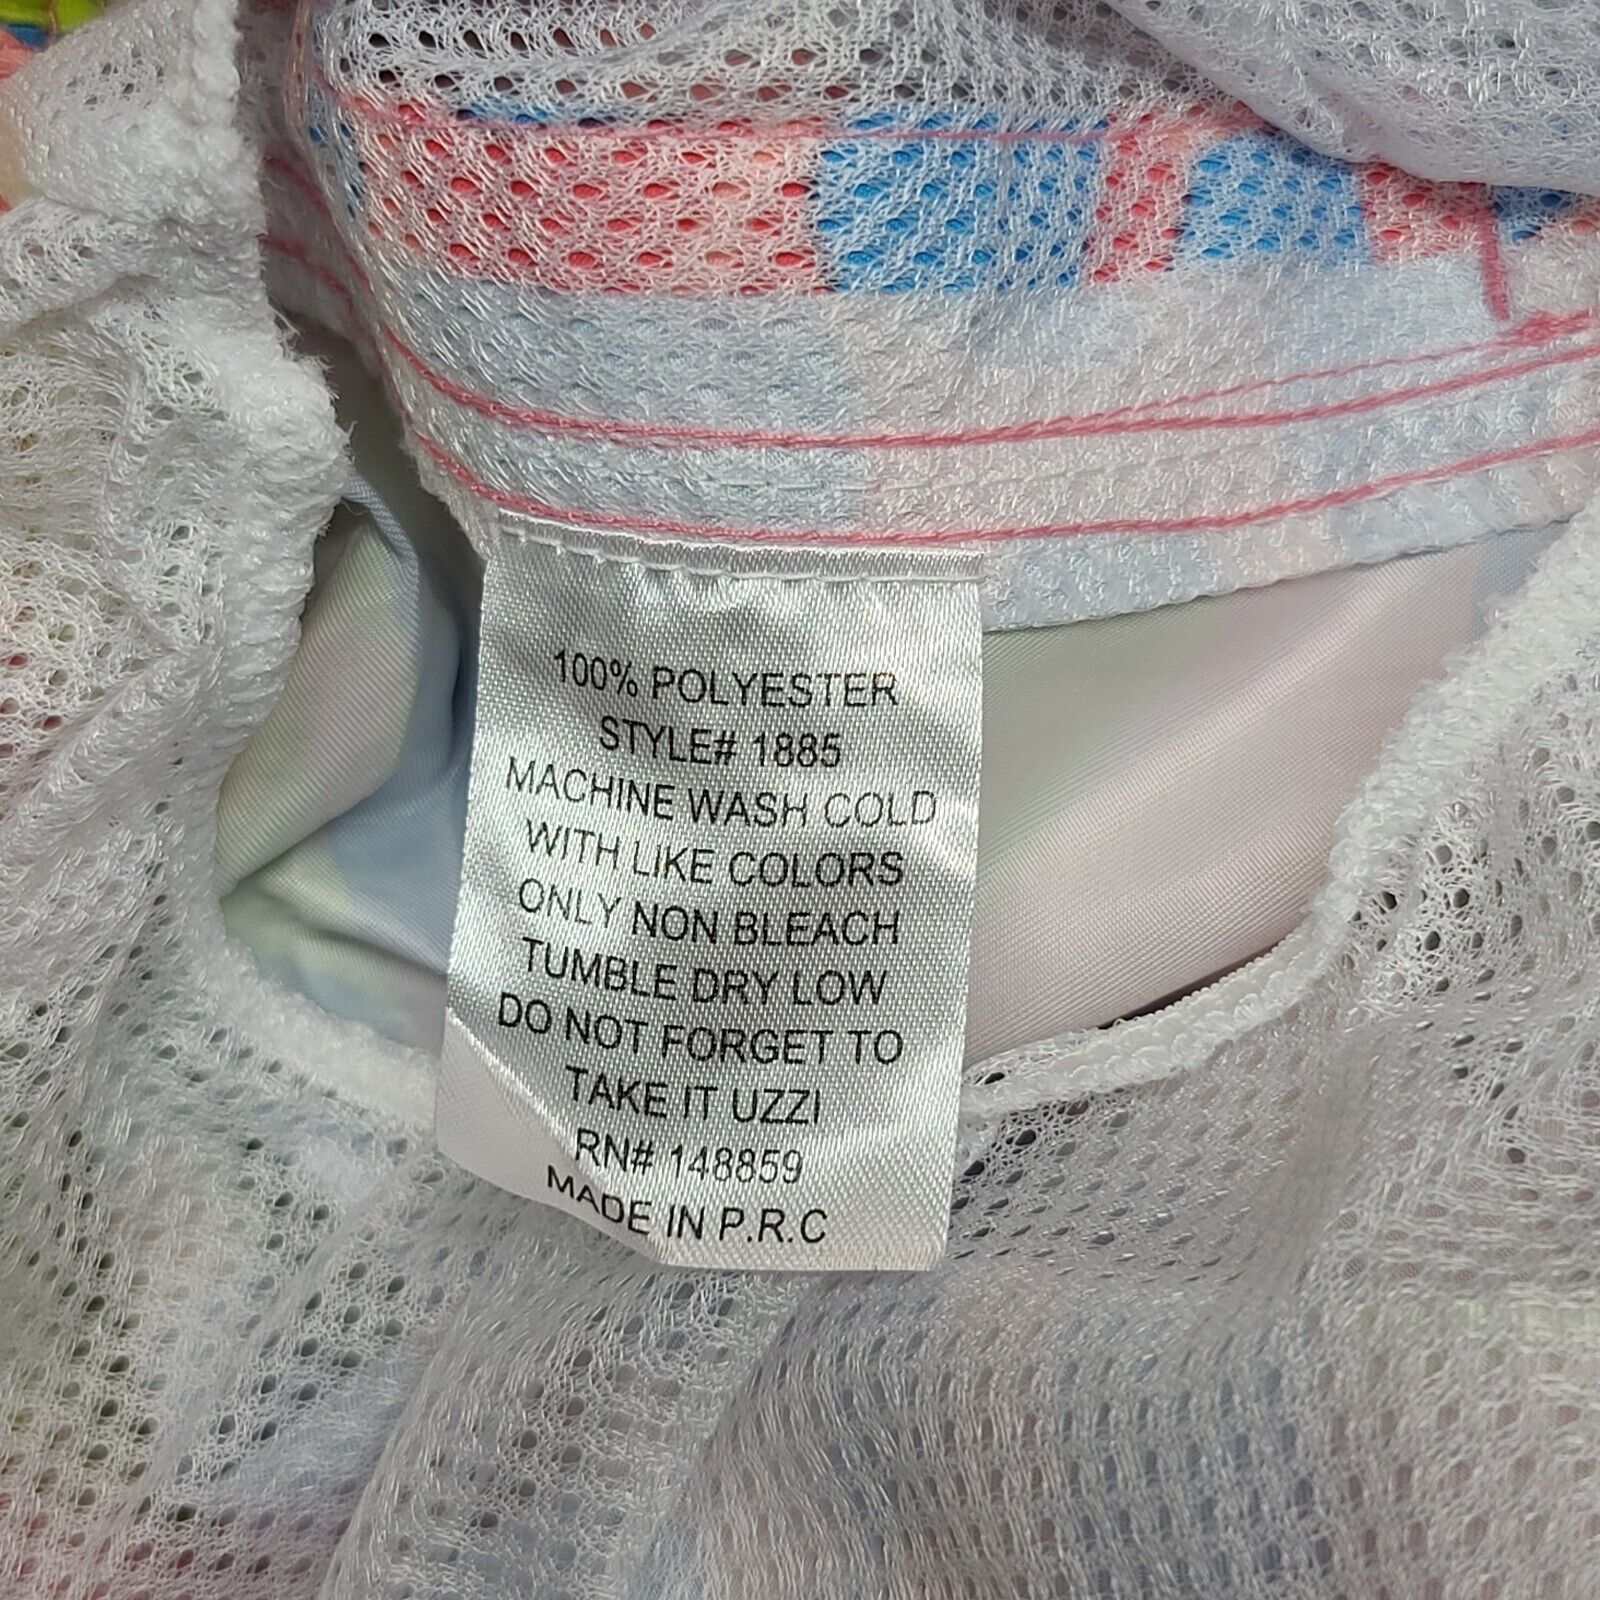 100% POLYESTER
STYLE# 1885
MACHINE WASH COLD
WITH LIKE COLORS
ONLY NON BLEACH
TUMBLE DRY LOW
DO NOT FORGET TO
TAKE IT UZZI
RN# 148859
MADE IN P.R.C